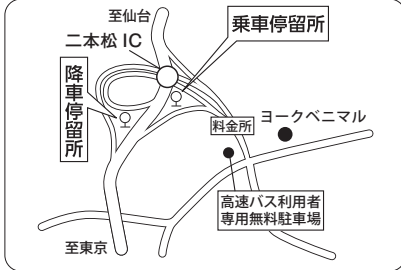 至仙台
二本松 IC
乗車停留所
降車停留所
料金所
ヨークベニマル
高速バス利用者
専用無料駐車場
至東京